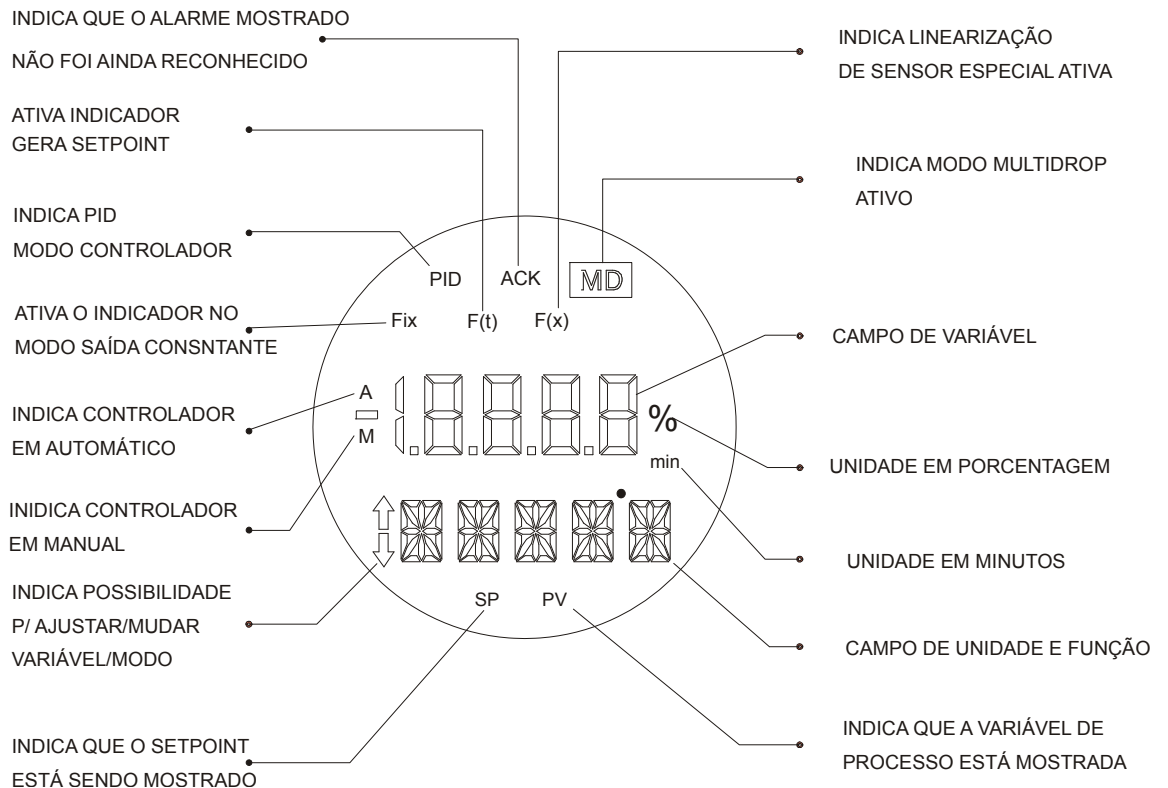 INDICA QUE O ALARME MOSTRADO
NÃO FOI AINDA RECONHECIDO
ATIVA INDICADOR
GERA SETPOINT
INDICA PID
MODO CONTROLADOR
ATIVA O INDICADOR NO
MODO SAÍDA CONSNTANTE
INDICA CONTROLADOR
EM AUTOMÁTICO
INIDICA CONTROLADOR
EM MANUAL
INDICA POSSIBILIDADE
P/ AJUSTAR/MUDAR
VARIÁVEL/MODO
INDICA QUE O SETPOINT
ESTÁ SENDO MOSTRADO
PID ACK MD
Fix F(t) F(x)
A
M
18.8.8.8
%
min
SP PV
INDICA LINEARIZAÇÃO
DE SENSOR ESPECIAL ATIVA
INDICA MODO MULTIDROP
ATIVO
CAMPO DE VARIÁVEL
UNIDADE EM PORCENTAGEM
UNIDADE EM MINUTOS
CAMPO DE UNIDADE E FUNÇÃO
INDICA QUE A VARIÁVEL DE
PROCESSO ESTÁ MOSTRADA